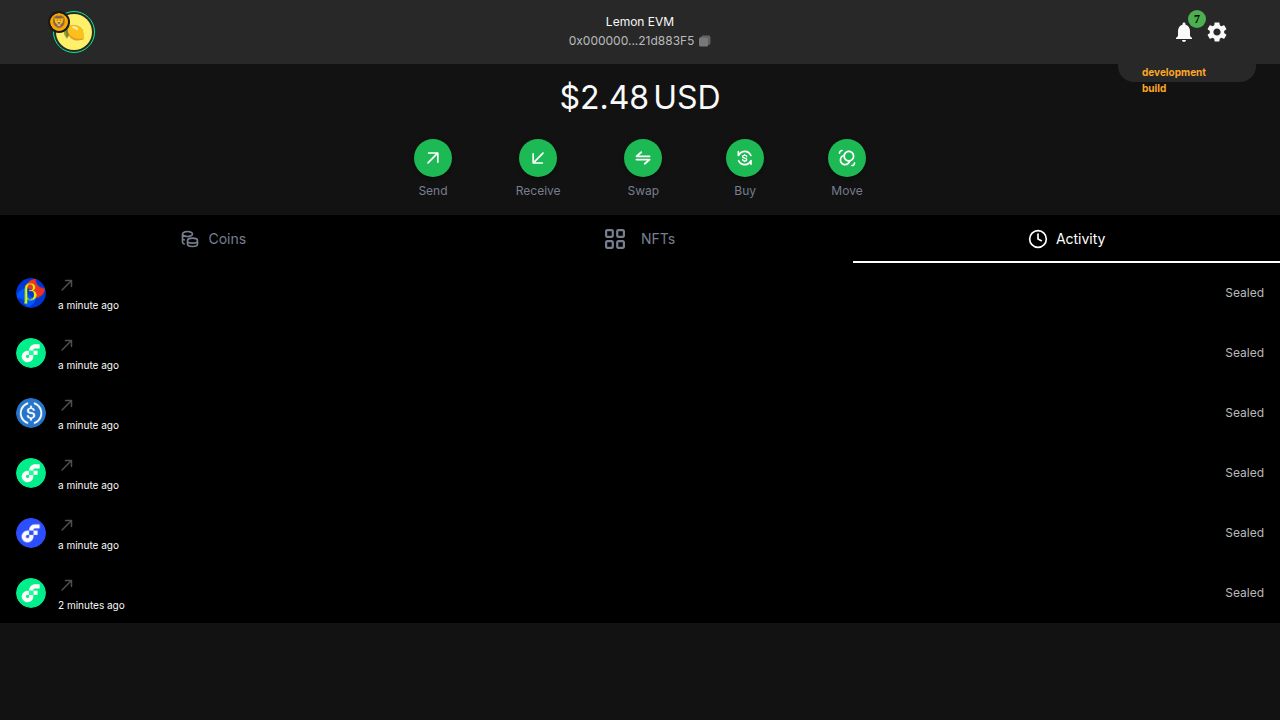 Lemon EVM
0x000000...21d883F5
7
development
build
$2.48 USD
Send
Receive
Swap
Buy
Move
Coins
NFTs
Activity
a minute ago
Sealed
a minute ago
Sealed
a minute ago
Sealed
a minute ago
Sealed
a minute ago
Sealed
2 minutes ago
Sealed